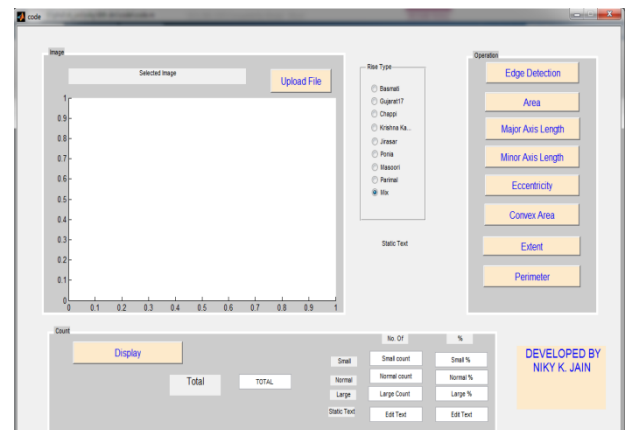 code
Image
Selected Image
Upload File
1
0.9
0.8
0.7
0.6
0.5
0.4
0.3
0.2
0.1
0
0 0.1 0.2 0.3 0.4 0.5 0.6 0.7 0.8 0.9 1
Rise Type
Basmati
Gujarat17
Chappi
Krishna Ka...
Jirasar
Ponia
Masoori
Parimal
Mix
Static Text
Operation
Edge Detection
Area
Major Axis Length
Minor Axis Length
Eccentricity
Convex Area
Extent
Perimeter
Count
Display
Total TOTAL
No. Of %
Small Small count Small %
Normal Normal count Normal %
Large Large Count Large %
Static Text Edit Text Edit Text
DEVELOPED BY
NIKY K. JAIN